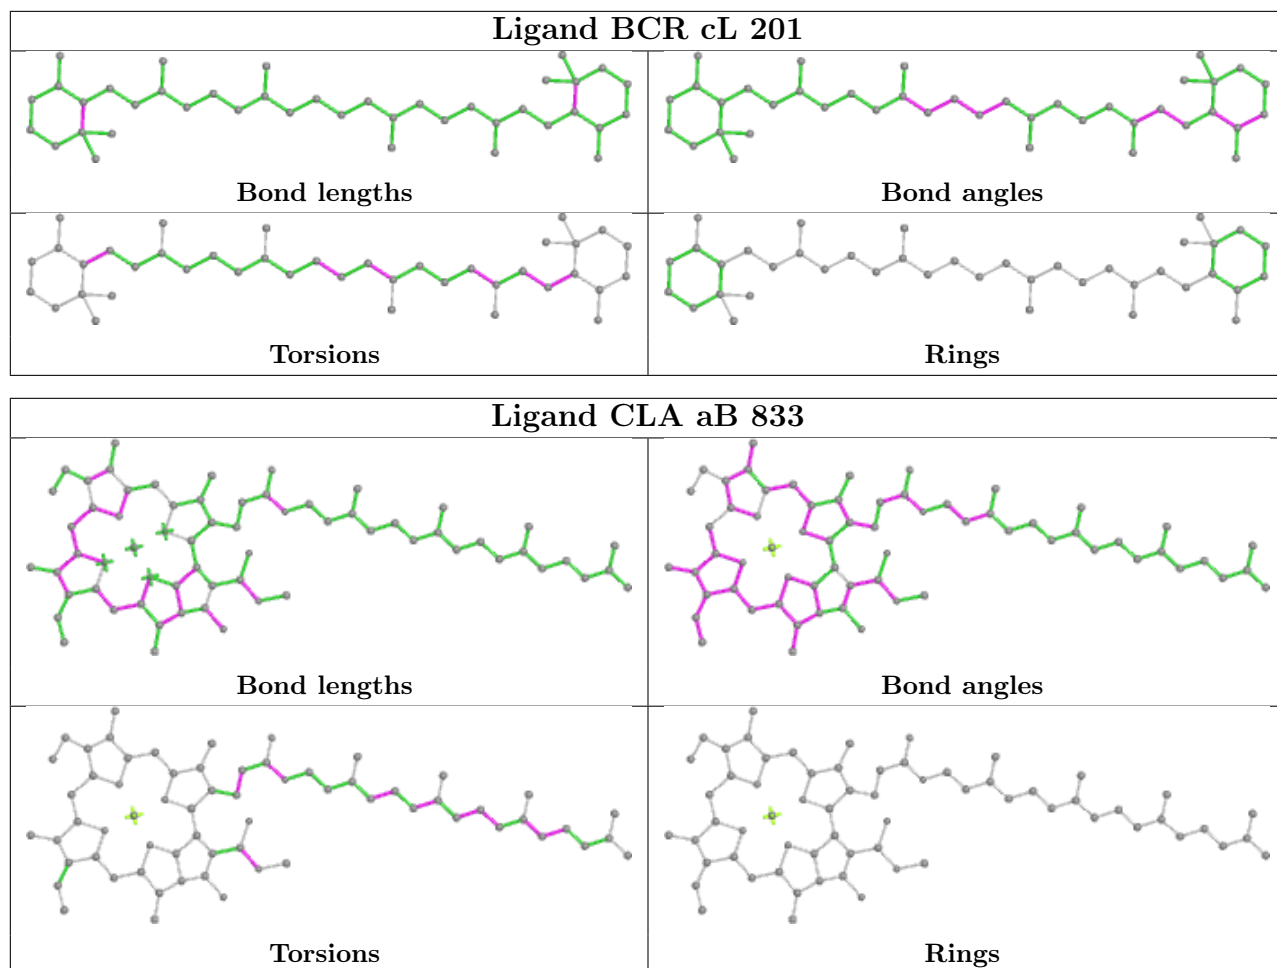 Ligand BCR cL 201
Bond lengths
Bond angles
Torsions
Rings
Ligand CLA aB 833
Bond lengths
Bond angles
Torsions
Rings